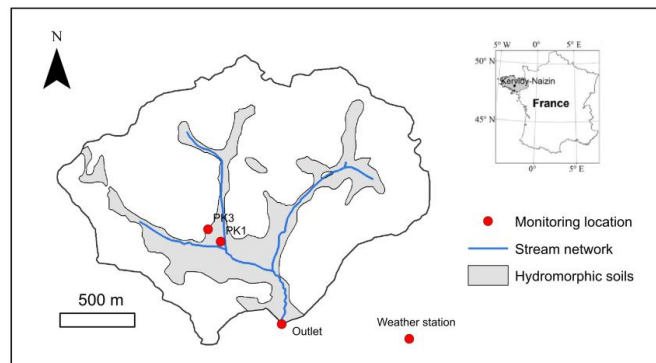 N
5° W 0° 5° E
50° N
Kervidy-Naizin
France
45° N
0° 5° E
PK3
PK1
Monitoring location
Stream network
Hydromorphic soils
500 m
Outlet
Weather station